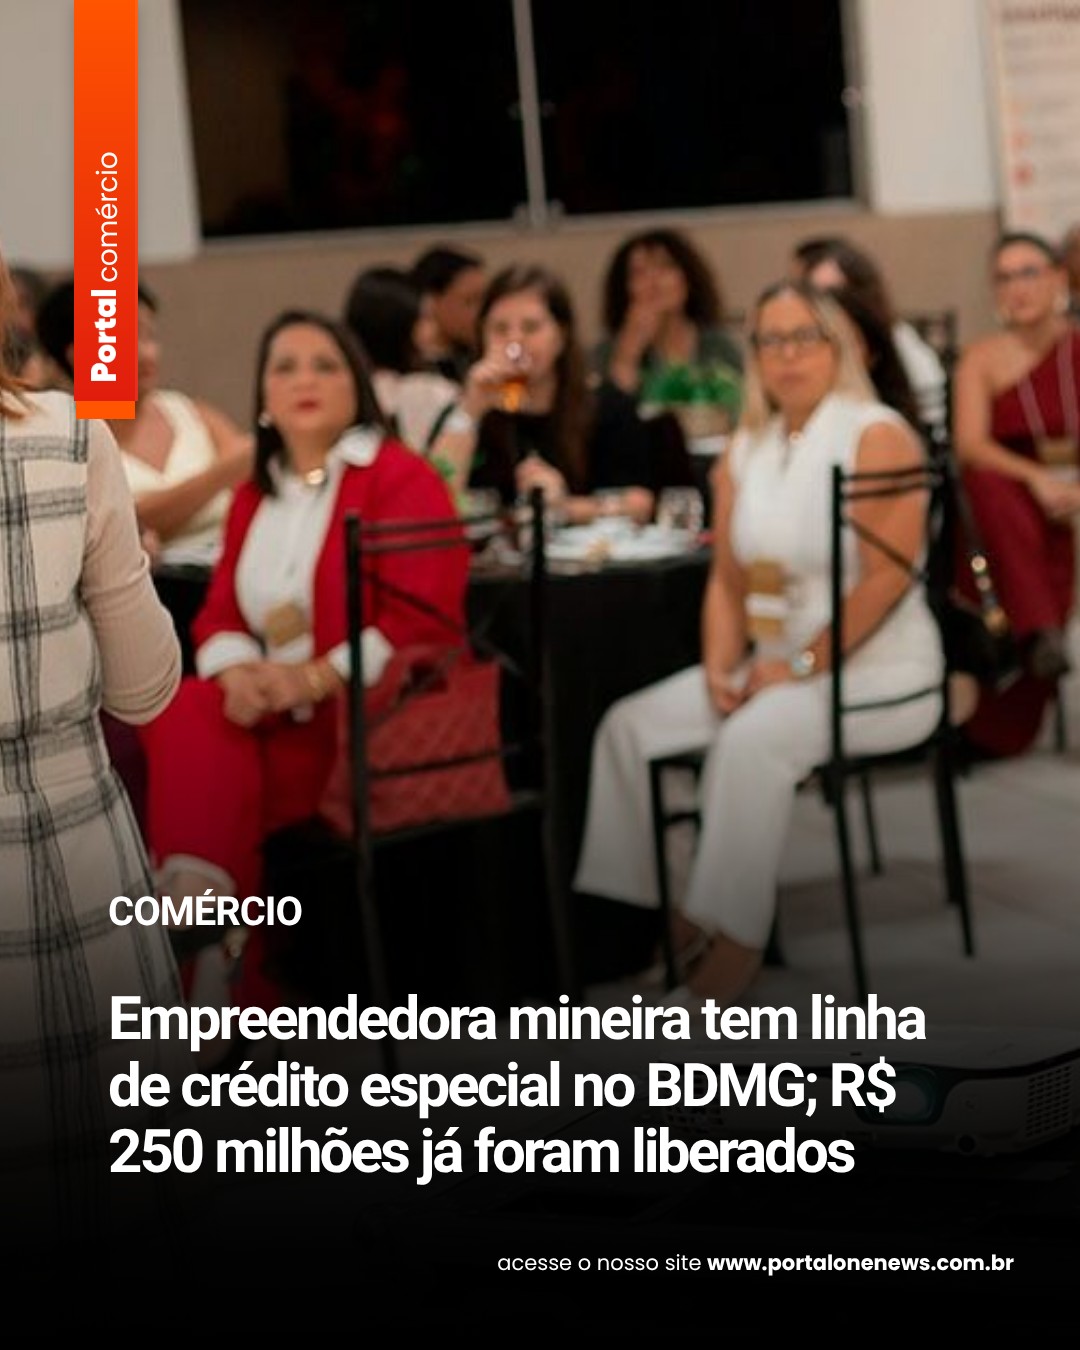 Portal comércio
COMÉRCIO
Empreendedora mineira tem linha
de crédito especial no BDMG; R$
250 milhões já foram liberados
acesse o nosso site www.portalonenews.com.br